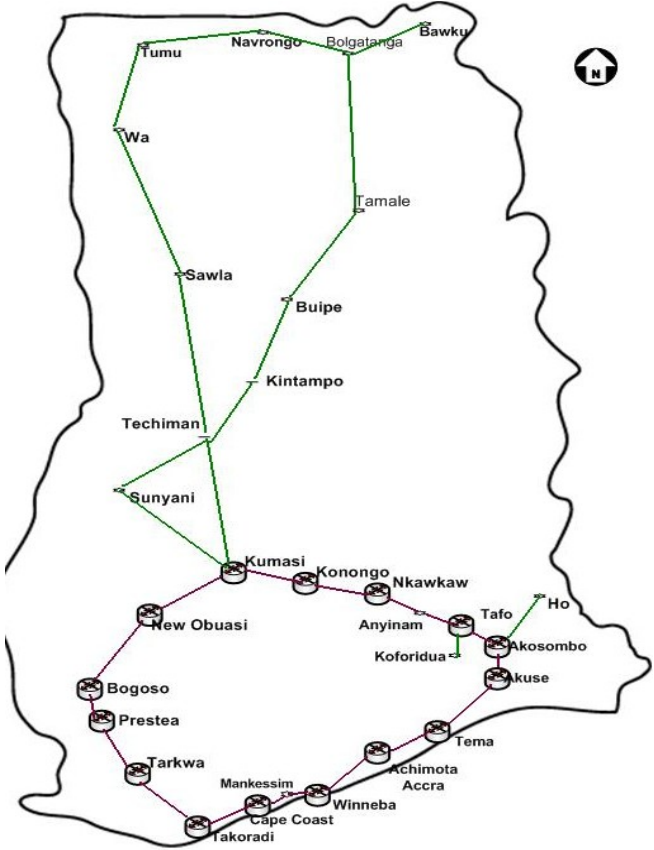 Bawku
Navrongo
Bolgatanga
Tumu
N
Wa
Tamale
Sawla
Buipe
Kintampo
Techiman
Sunyani
Kumasi
Konongo
Nkawkaw
Ho
Tafo
Anyinam
New Obuasi
Akosombo
Koforidua
Akuse
Bogoso
Prestea
Tema
Tarkwa
Achimota
Accra
Mankessim
Winneba
Cape Coast
Takoradi